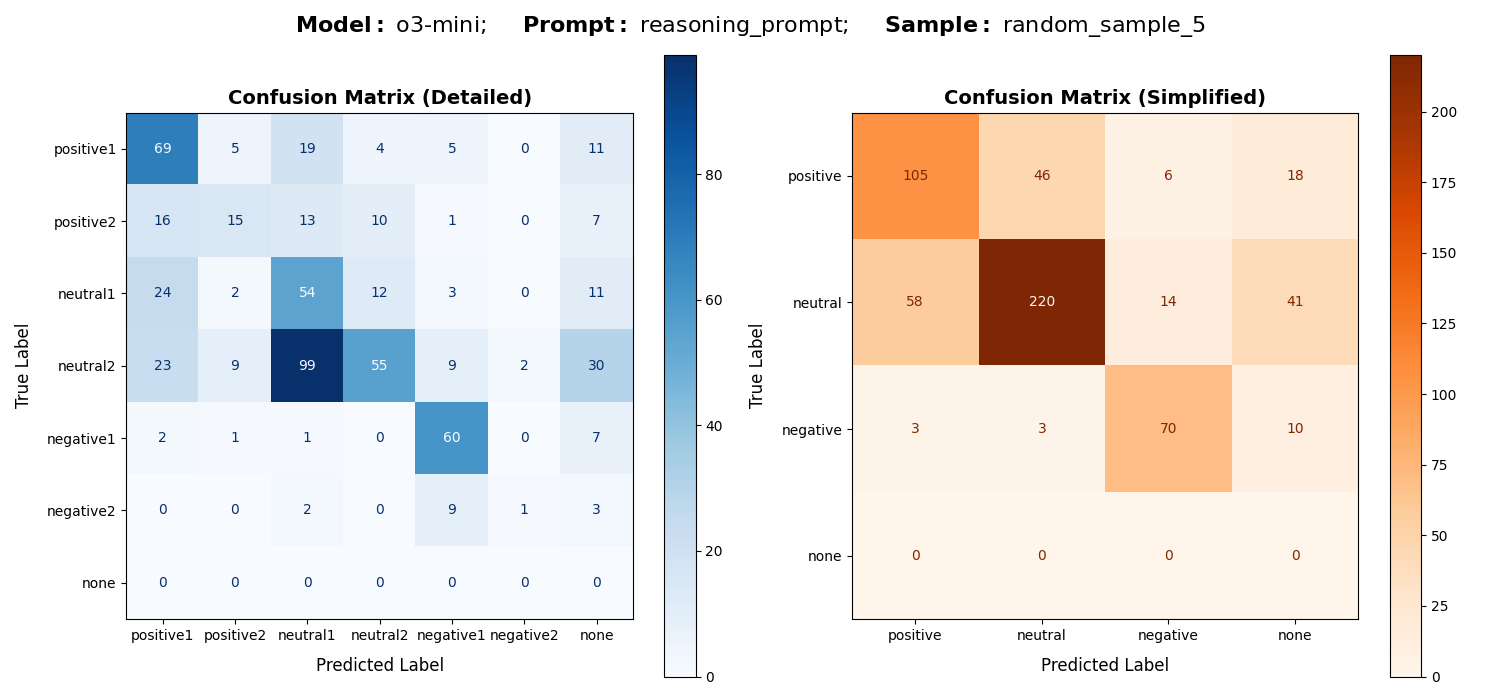 Model: o3-mini; Prompt: reasoning_prompt; Sample: random_sample_5
Confusion Matrix (Detailed)
True Label
positive1 69 5 19 4 5 0 11
positive2 16 15 13 10 1 0 7
neutral1 24 2 54 12 3 0 11
neutral2 23 9 99 55 9 2 30
negative1 2 1 1 0 60 0 7
negative2 0 0 2 0 9 1 3
none 0 0 0 0 0 0 0
positive1 positive2 neutral1 neutral2 negative1 negative2 none
Predicted Label
80
60
40
20
0
Confusion Matrix (Simplified)
True Label
positive 105 46 6 18
neutral 58 220 14 41
negative 3 3 70 10
none 0 0 0 0
positive neutral negative none
Predicted Label
200
175
150
125
100
75
50
25
0